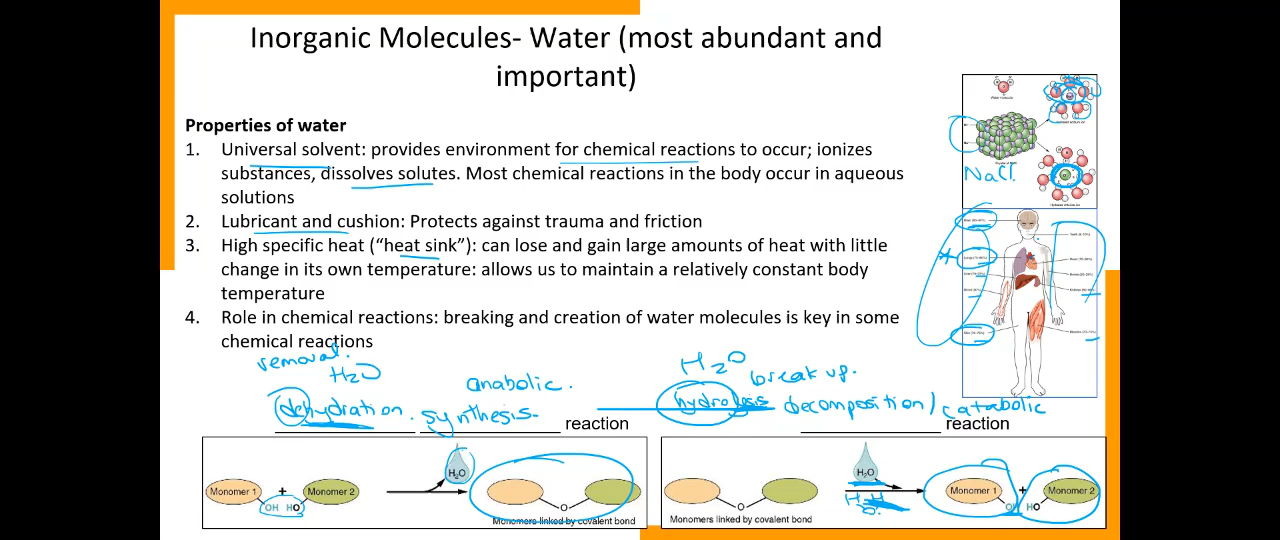 Inorganic Molecules- Water (most abundant and
important)
Properties of water
1. Universal solvent: provides environment for chemical reactions to occur; ionizes
substances, dissolves solutes. Most chemical reactions in the body occur in aqueous
solutions
2. Lubricant and cushion: Protects against trauma and friction
3. High specific heat ("heat sink"): can lose and gain large amounts of heat with little
change in its own temperature: allows us to maintain a relatively constant body
temperature
4. Role in chemical reactions: breaking and creation of water molecules is key in some
chemical reactions
NaCl.
removal.
H₂O
dehydration.
anabolic.
synthesis.
reaction
H₂O
break up.
hydrolysis
decomposition/
catabolic
reaction
Monomer 1
+
Monomer 2
OH HO
H₂O
O
Monomers linked by covalent bond
O
Monomers linked by covalent bond
H₂O
H H
O.
Monomer 1
+
Monomer 2
HO